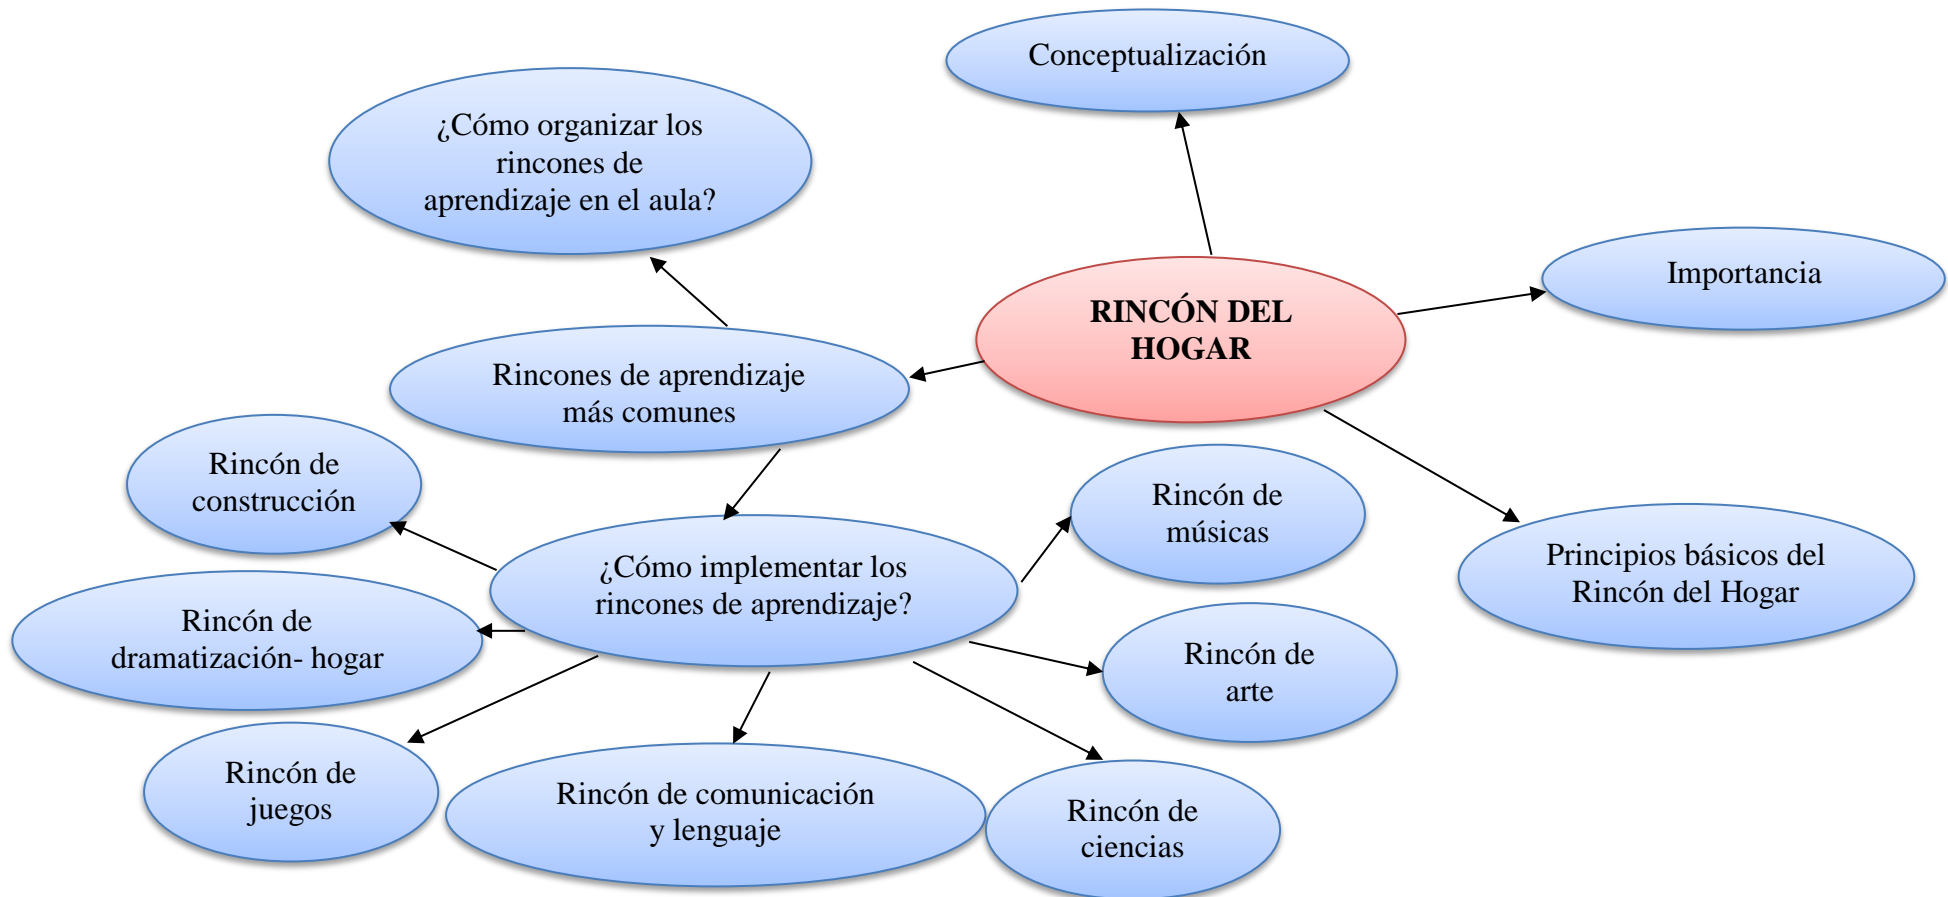 Conceptualización
¿Cómo organizar los
rincones de
aprendizaje en el aula?
Importancia
RINCÓN DEL
HOGAR
Rincones de aprendizaje
más comunes
Rincón de
construcción
Rincón de
músicas
¿Cómo implementar los
rincones de aprendizaje?
Principios básicos del
Rincón del Hogar
Rincón de
dramatización- hogar
Rincón de
arte
Rincón de
juegos
Rincón de comunicación
y lenguaje
Rincón de
ciencias